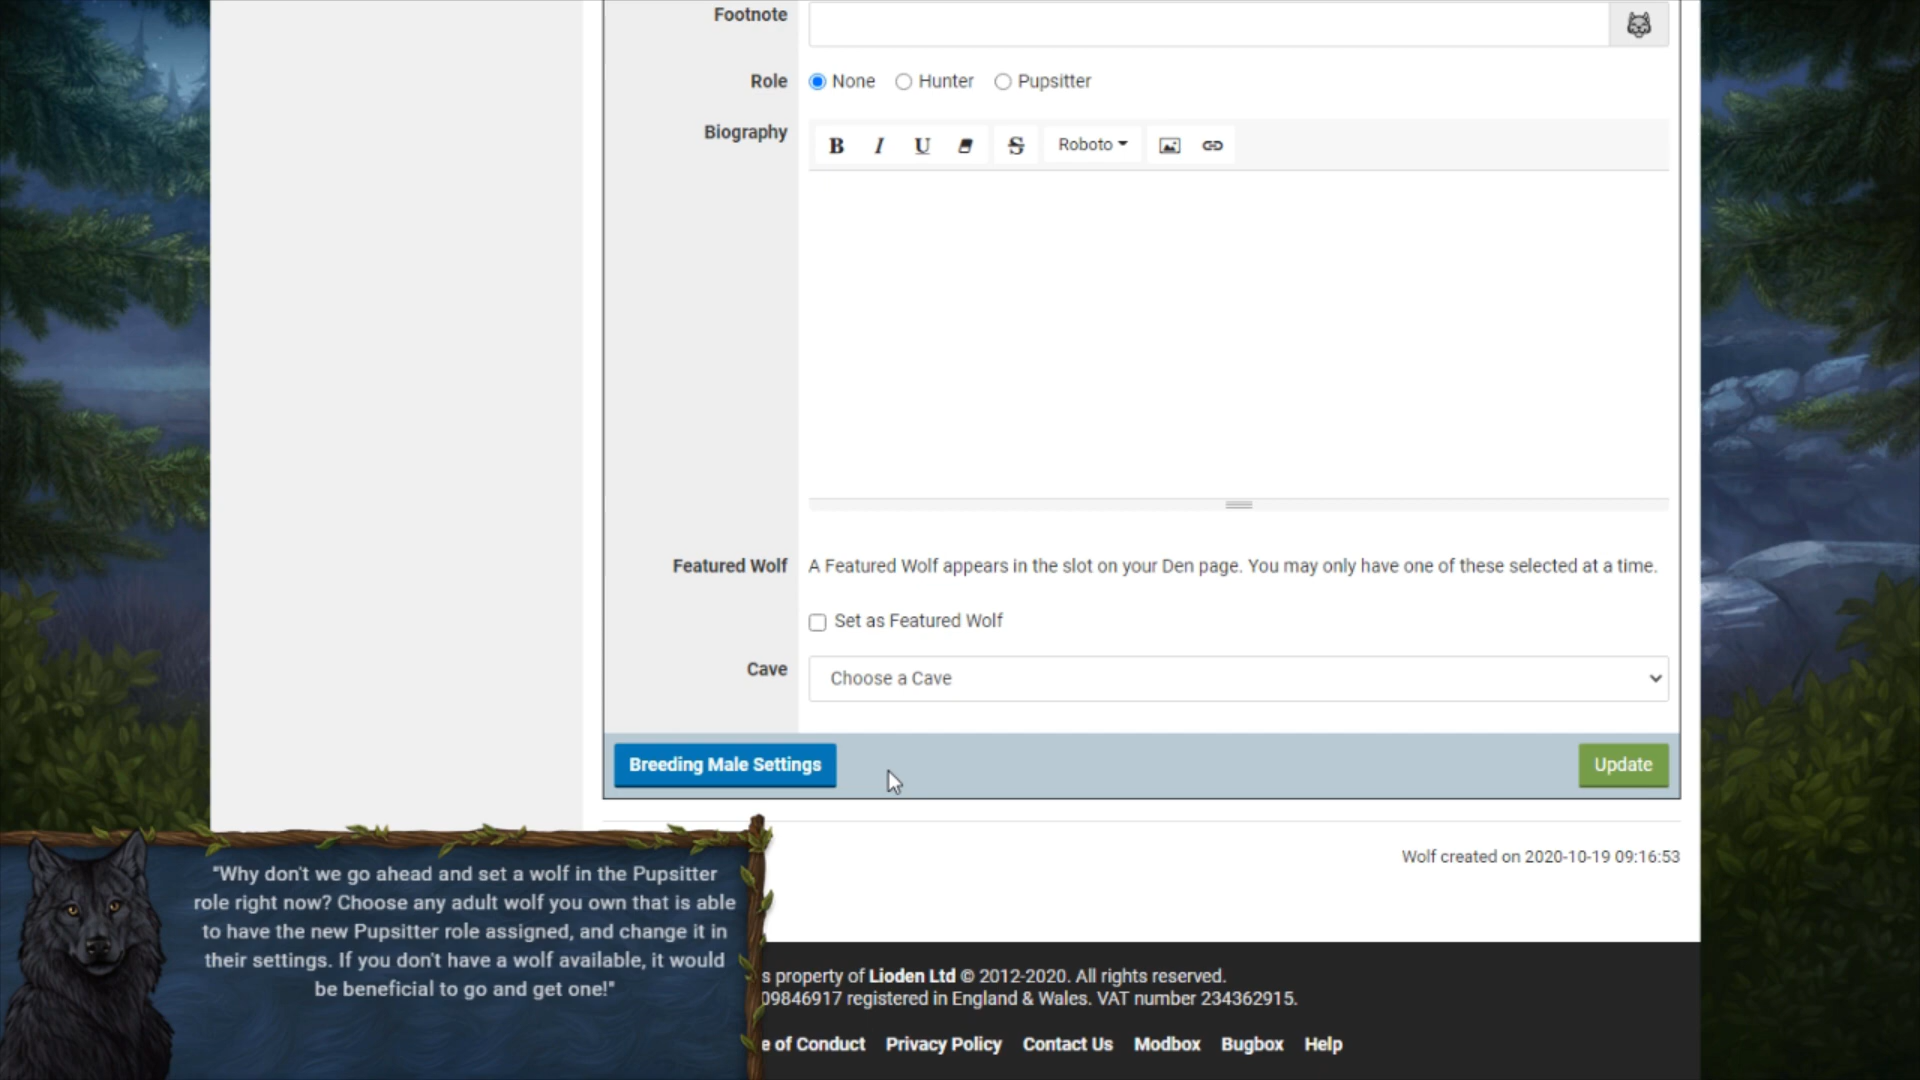 Footnote
Role
None
Hunter
Pupsitter
Biography
B I U S Roboto
Featured Wolf
A Featured Wolf appears in the slot on your Den page. You may only have one of these selected at a time.
Set as Featured Wolf
Cave
Choose a Cave
Breeding Male Settings
Update
Wolf created on 2020-10-19 09:16:53
"Why don't we go ahead and set a wolf in the Pupsitter
role right now? Choose any adult wolf you own that is able
to have the new Pupsitter role assigned, and change it in
their settings. If you don't have a wolf available, it would
be beneficial to go and get one!"
s property of Lioden Ltd © 2012-2020. All rights reserved.
09846917 registered in England & Wales. VAT number 234362915.
e of Conduct
Privacy Policy
Contact Us
Modbox
Bugbox
Help